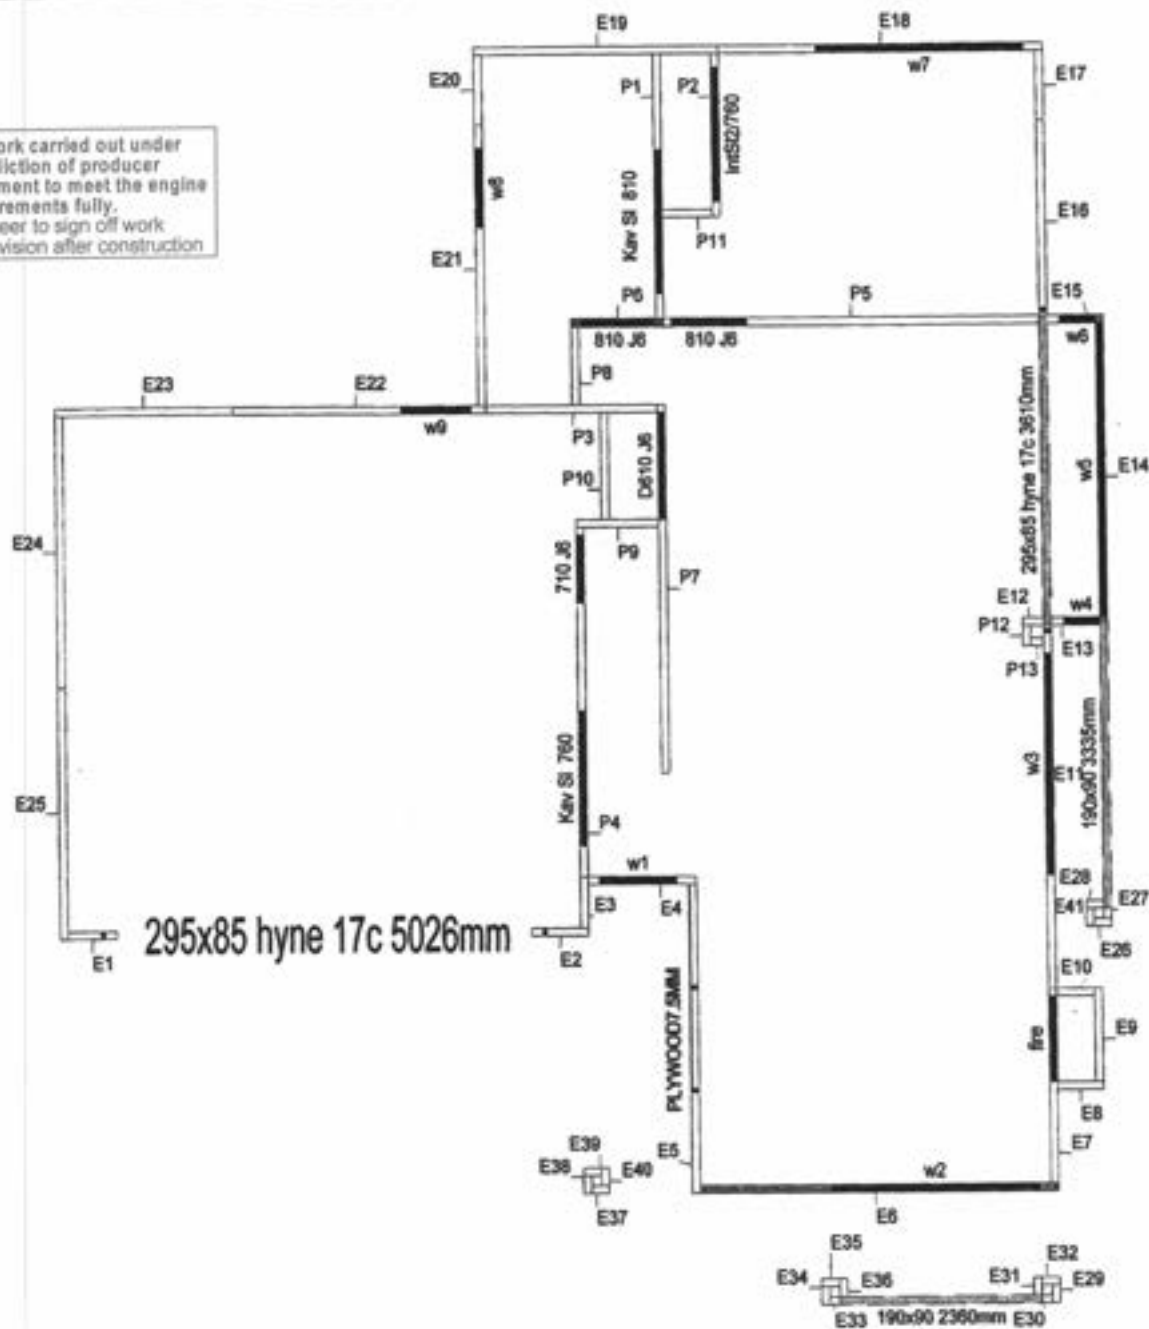 E19
E18
w7
E20
P1
P2
E17
IntSl2/760
ork carried out under
liction of producer
ment to meet the engine
rements fully.
eer to sign off work
vision after construction
w8
Kav Sl 810
E16
P11
E21
P6
P5
E15
810 J6
810 J6
w6
P8
E23
E22
w9
P3
D610 J6
295x85 hyne 17c 3610mm
w5
E14
P10
E24
P9
710 J6
P7
E12
w4
P12
E13
P13
w3
E11
190x90 3335mm
E25
Kav Sl 760
P4
w1
E28
E3
E4
E41
E27
295x85 hyne 17c 5026mm
E1
E2
E26
E10
PLYWOOD7.5MM
fire
E9
E8
E39
E5
E7
E38
E40
w2
E37
E6
E35
E32
E34
E36
E31
E29
E33
190x90 2360mm
E30